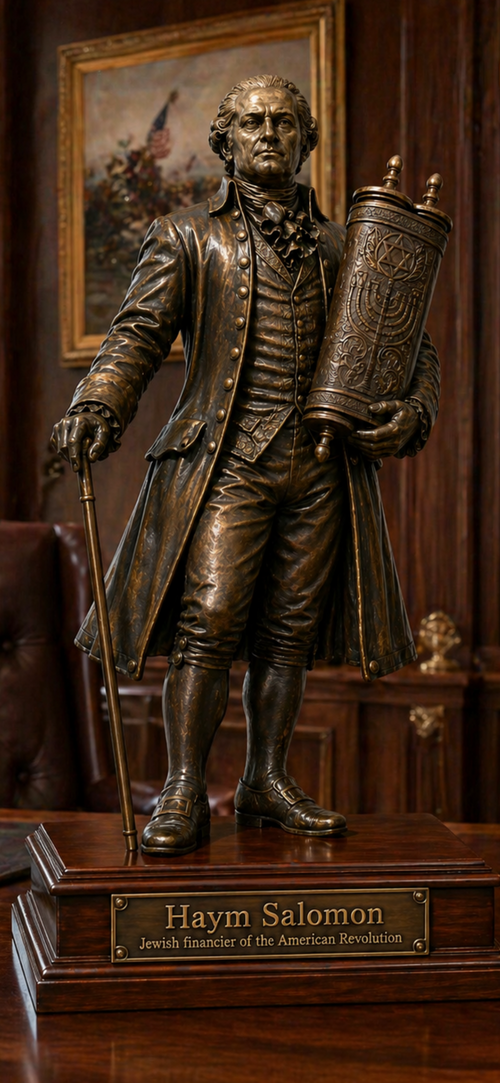 Haym Salomon
Jewish financier of the American Revolution